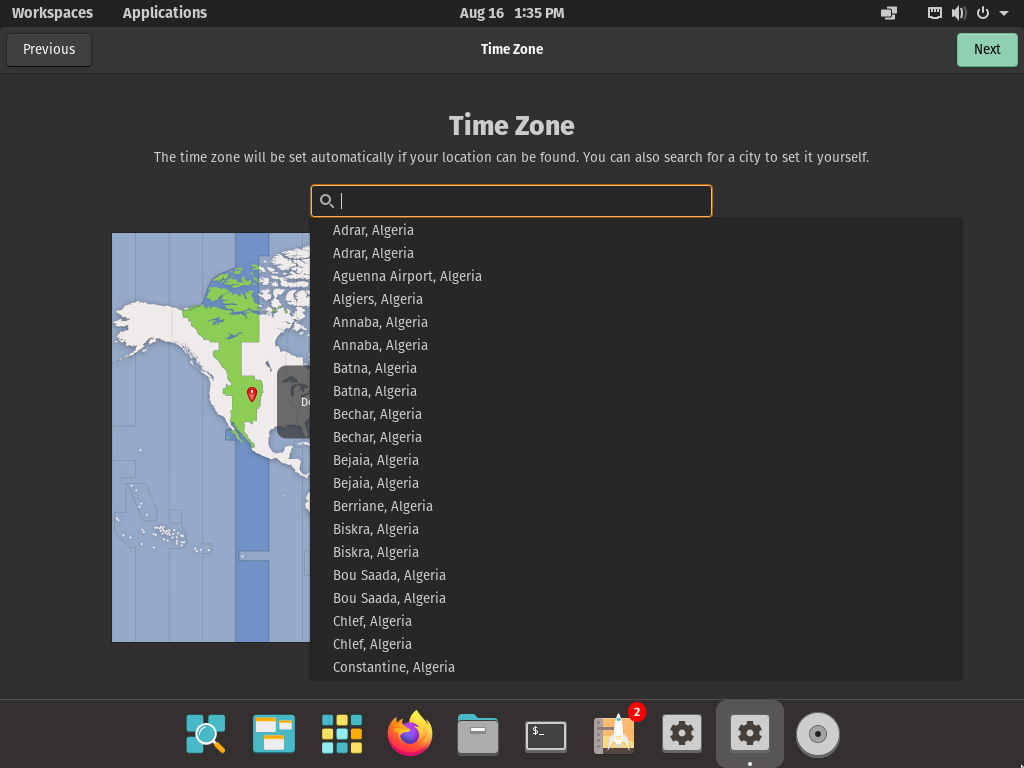 Workspaces Applications Aug 16 1:35 PM
Previous Time Zone Next
Time Zone
The time zone will be set automatically if your location can be found. You can also search for a city to set it yourself.
Adrar, Algeria
Adrar, Algeria
Aguenna Airport, Algeria
Algiers, Algeria
Annaba, Algeria
Annaba, Algeria
Batna, Algeria
Batna, Algeria
Bechar, Algeria
Bechar, Algeria
De
Bejaia, Algeria
Bejaia, Algeria
Berriane, Algeria
Biskra, Algeria
Biskra, Algeria
Bou Saada, Algeria
Bou Saada, Algeria
Chlef, Algeria
Chlef, Algeria
Constantine, Algeria
2
$_